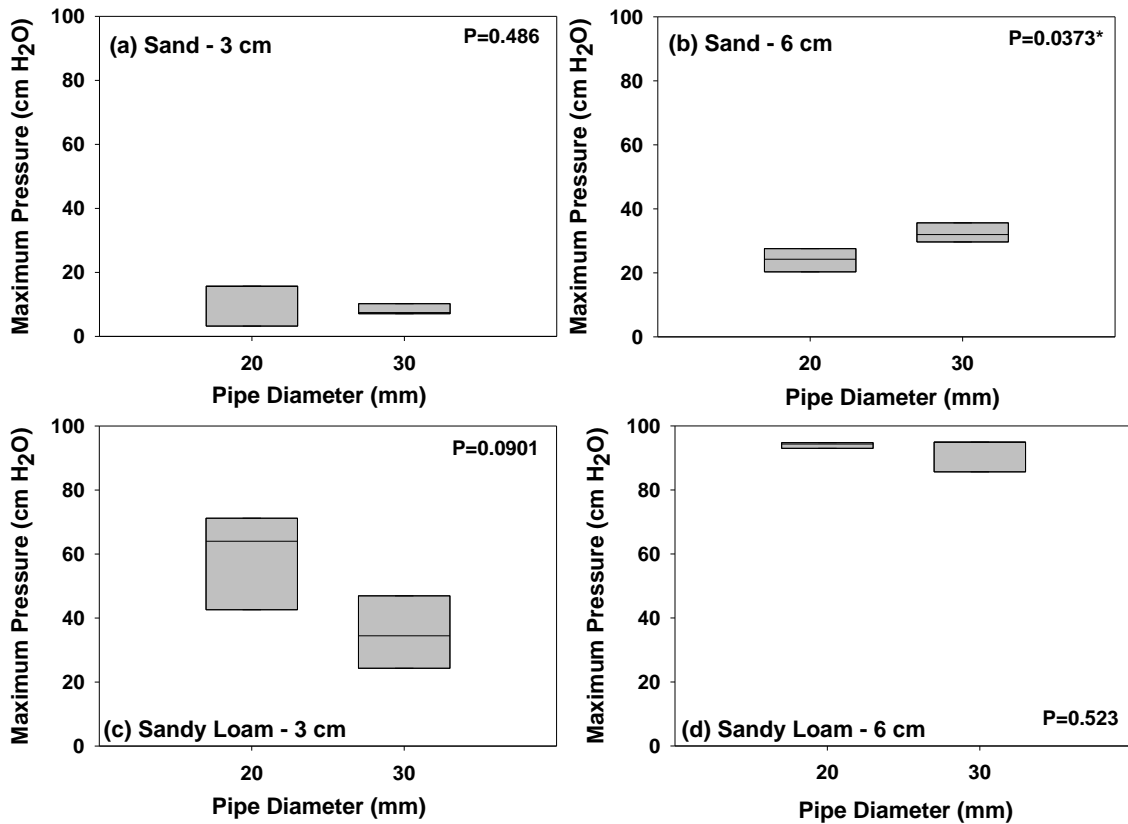 (a) Sand - 3 cm
P=0.486
Maximum Pressure (cm H₂O)
100
80
60
40
20
0
20
30
Pipe Diameter (mm)
(b) Sand - 6 cm
P=0.0373*
Maximum Pressure (cm H₂O)
100
80
60
40
20
0
20
30
Pipe Diameter (mm)
P=0.0901
Maximum Pressure (cm H₂O)
100
80
60
40
20
0
(c) Sandy Loam - 3 cm
20
30
Pipe Diameter (mm)
Maximum Pressure (cm H₂O)
100
80
60
40
20
0
P=0.523
(d) Sandy Loam - 6 cm
20
30
Pipe Diameter (mm)